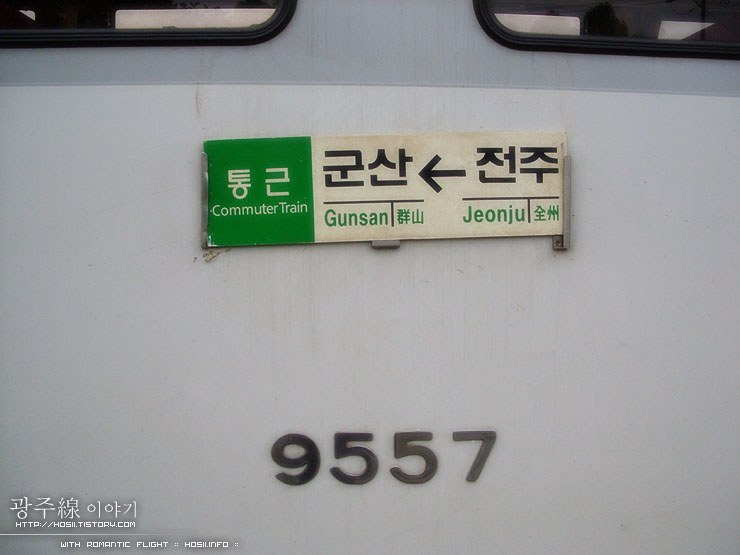 통근
Commuter Train
군산 ← 전주
Gunsan 群山 Jeonju 全州
9557
광주線 이야기
HTTP://HOSII.TISTORY.COM
WITH ROMANTIC FLIGHT :: HOSII.INFO ::